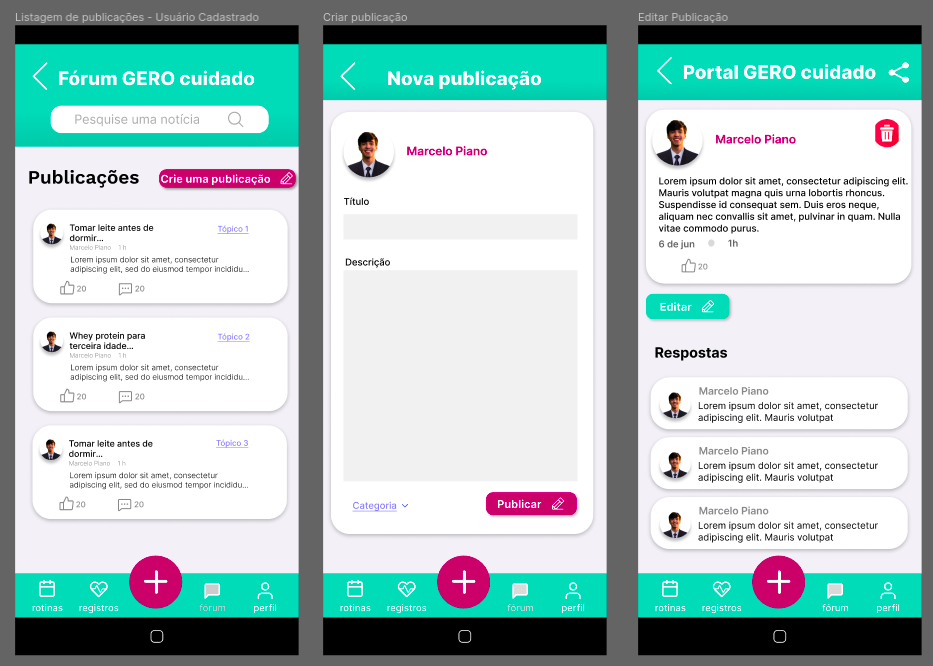 Listagem de publicações - Usuário Cadastrado
Fórum GERO cuidado
Pesquise uma notícia
Publicações
Crie uma publicação
Tomar leite antes de
dormir...
Tópico 1
Marcelo Piano 1 h
Lorem ipsum dolor sit amet, consectetur
adipiscing elit, sed do eiusmod tempor incididu...
20
20
Whey protein para
terceira idade...
Tópico 2
Marcelo Piano 1 h
Lorem ipsum dolor sit amet, consectetur
adipiscing elit, sed do eiusmod tempor incididu...
20
20
Tomar leite antes de
dormir...
Tópico 3
Marcelo Piano 1 h
Lorem ipsum dolor sit amet, consectetur
adipiscing elit, sed do eiusmod tempor incididu...
20
20
rotinas
registros
fórum
perfil
Criar publicação
Nova publicação
Marcelo Piano
Título
Descrição
Categoria
Publicar
rotinas
registros
fórum
perfil
Editar Publicação
Portal GERO cuidado
Marcelo Piano
Lorem ipsum dolor sit amet, consectetur adipiscing elit.
Mauris volutpat magna quis urna lobortis rhoncus.
Suspendisse id consequat sem. Duis eros neque,
aliquam nec convallis sit amet, pulvinar in quam. Nulla
vitae commodo purus.
6 de jun
1h
20
Editar
Respostas
Marcelo Piano
Lorem ipsum dolor sit amet, consectetur
adipiscing elit. Mauris volutpat
Marcelo Piano
Lorem ipsum dolor sit amet, consectetur
adipiscing elit. Mauris volutpat
Marcelo Piano
Lorem ipsum dolor sit amet, consectetur
adipiscing elit. Mauris volutpat
rotinas
registros
fórum
perfil